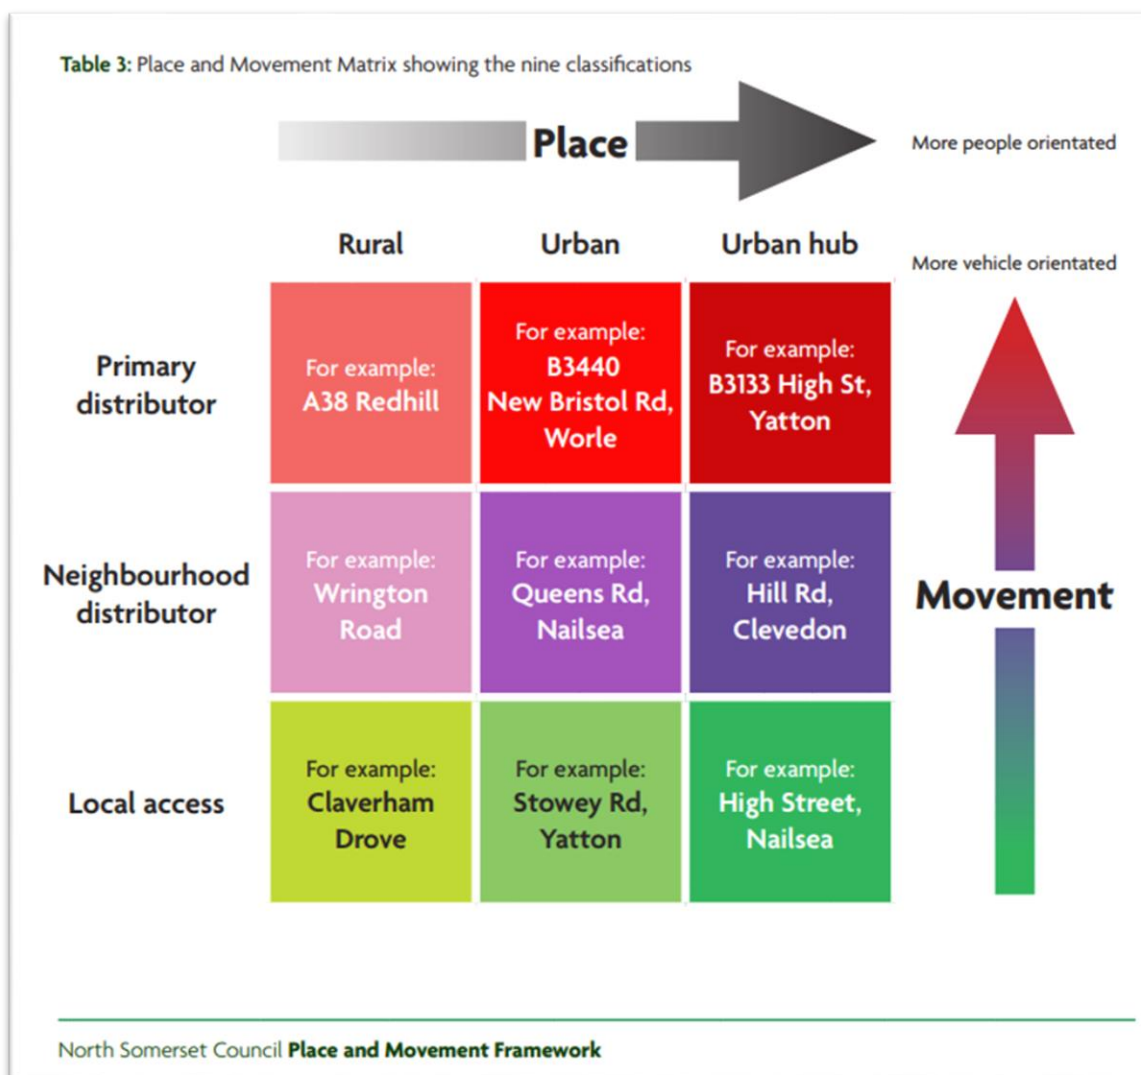 Table 3: Place and Movement Matrix showing the nine classifications
Place
More people orientated
Rural
Urban
Urban hub
More vehicle orientated
Primary
distributor
For example:
A38 Redhill
For example:
B3440
New Bristol Rd,
Worle
For example:
B3133 High St,
Yatton
Neighbourhood
distributor
For example:
Wrington
Road
For example:
Queens Rd,
Nailsea
For example:
Hill Rd,
Clevedon
Movement
Local access
For example:
Claverham
Drove
For example:
Stowey Rd,
Yatton
For example:
High Street,
Nailsea
North Somerset Council Place and Movement Framework